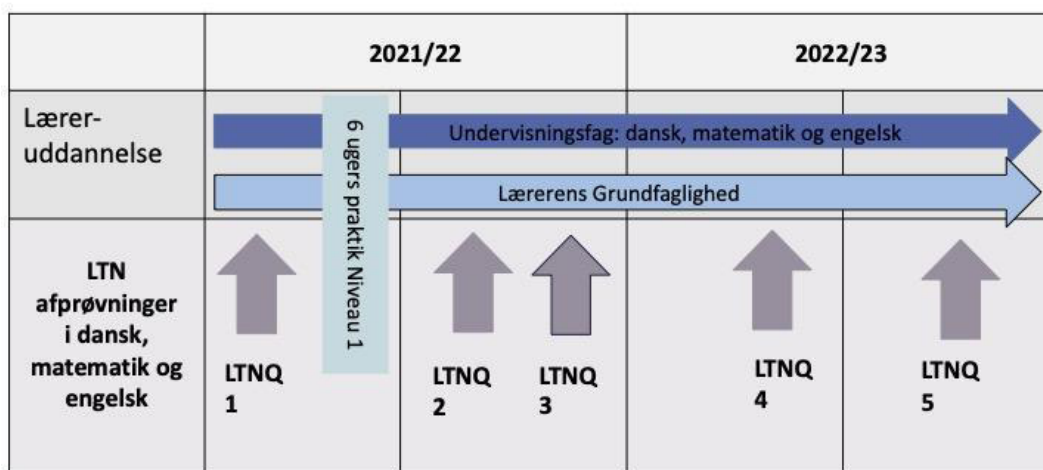 2021/22
2022/23
Lærer-
uddannelse
Undervisningsfag: dansk, matematik og engelsk
Lærerens Grundfaglighed
6 ugers praktik Niveau 1
LTN
afprøvninger
i dansk,
matematik og
engelsk
LTNQ
1
LTNQ
2
LTNQ
3
LTNQ
4
LTNQ
5